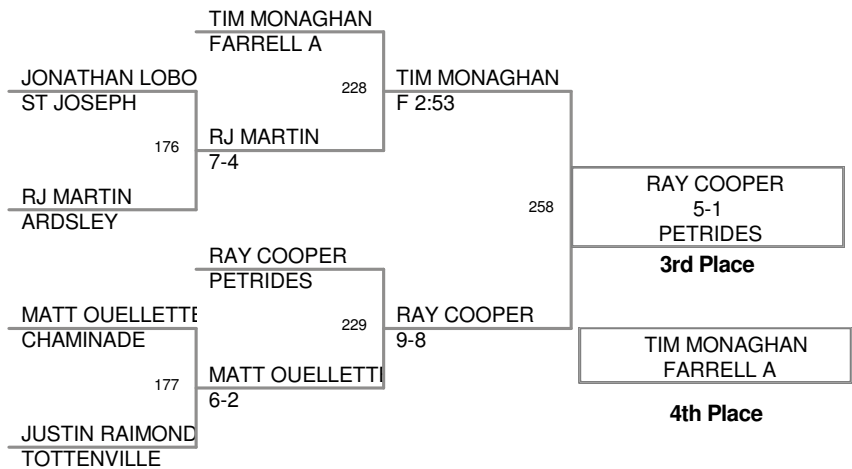 TIM MONAGHAN
FARRELL A
JONATHAN LOBO
ST JOSEPH
228
TIM MONAGHAN
F 2:53
176
RJ MARTIN
7-4
RJ MARTIN
ARDSLEY
258
RAY COOPER
5-1
PETRIDES
3rd Place
RAY COOPER
PETRIDES
MATT OUELLETTE
CHAMINADE
229
RAY COOPER
9-8
TIM MONAGHAN
FARRELL A
4th Place
177
MATT OUELLETT
6-2
JUSTIN RAIMOND
TOTTENVILLE